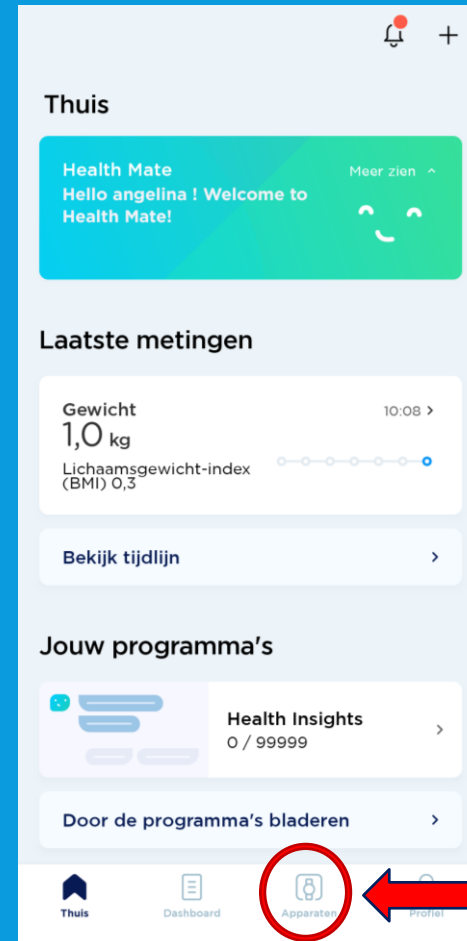 Thuis
Health Mate
Meer zien
Hello angelina ! Welcome to
Health Mate!
Laatste metingen
Gewicht
10:08
1,0 kg
Lichaamsgewicht-index
(BMI) 0,3
Bekijk tijdlijn
Jouw programma's
Health Insights
0 / 99999
Door de programma's bladeren
Thuis
Dashboard
Apparaten
Profiel